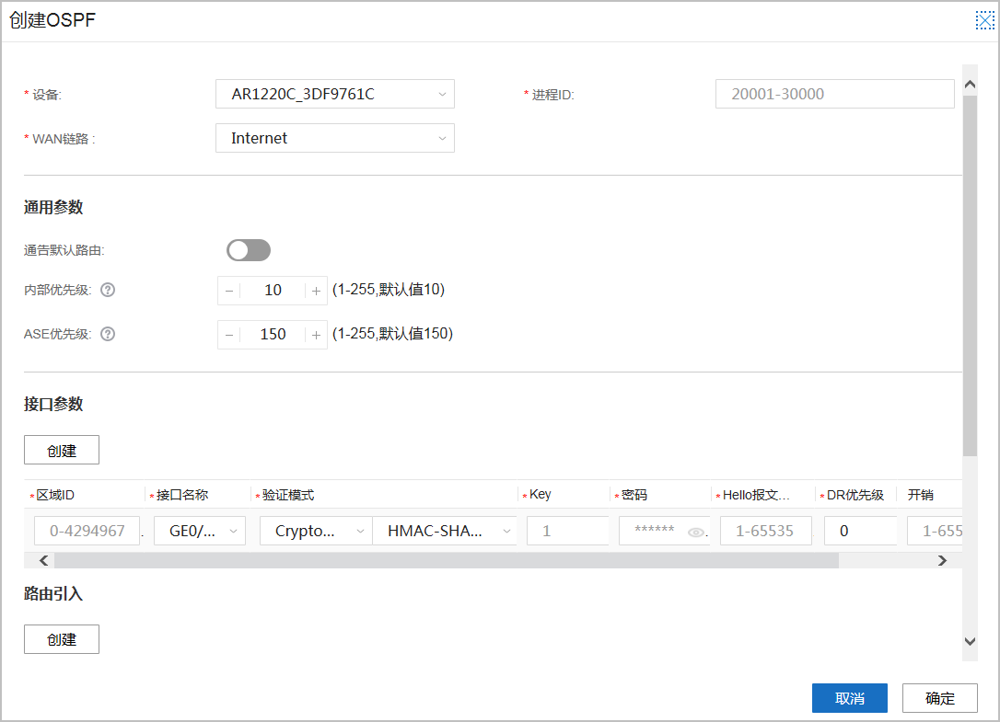 创建OSPF
* 设备: AR1220C_3DF9761C * 进程ID: 20001-30000
* WAN链路 : Internet
通用参数
通告默认路由:
内部优先级: ? − 10 + (1-255,默认值10)
ASE优先级: ? − 150 + (1-255,默认值150)
接口参数
创建
*区域ID *接口名称 *验证模式 *Key *密码 *Hello报文... *DR优先级 开销
0-4294967. GE0/... Crypto... HMAC-SHA... 1 ****** . 1-65535 0 1-655
路由引入
创建
取消 确定